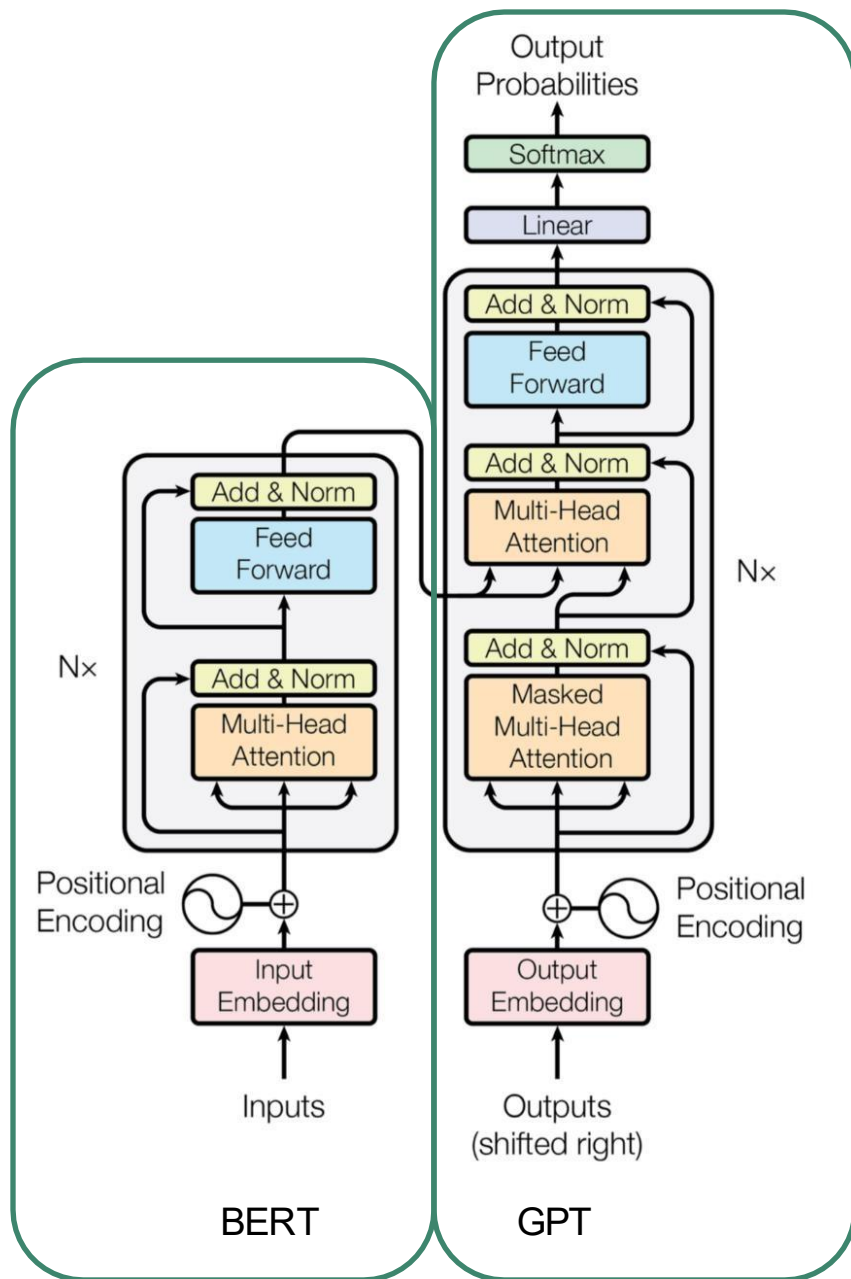 Output
Probabilities
Softmax
Linear
Add & Norm
Feed
Forward
Add & Norm
Multi-Head
Attention
Nx
Add & Norm
Masked
Multi-Head
Attention
Positional
Encoding
Output
Embedding
Outputs
(shifted right)
GPT
Add & Norm
Feed
Forward
Nx
Add & Norm
Multi-Head
Attention
Positional
Encoding
Input
Embedding
Inputs
BERT